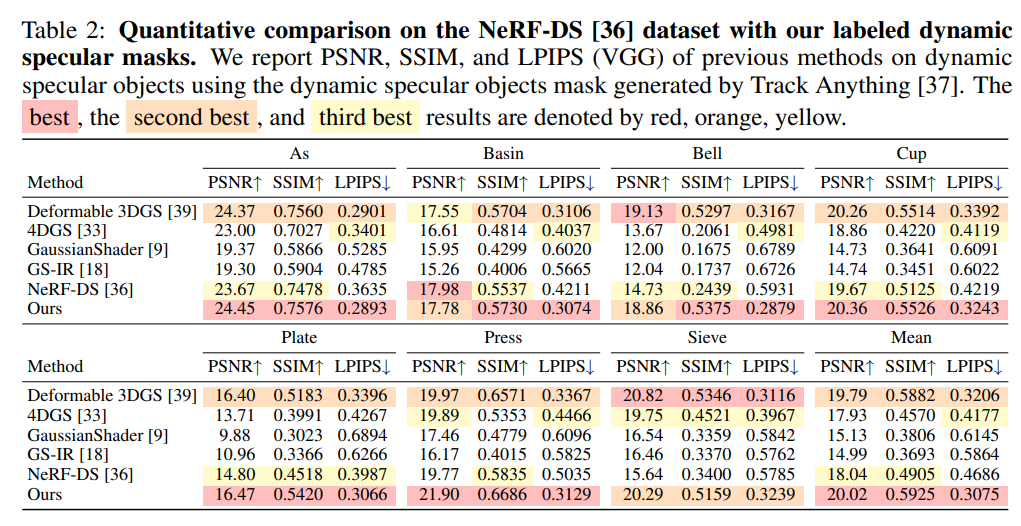 Table 2: Quantitative comparison on the NeRF-DS [36] dataset with our labeled dynamic
specular masks. We report PSNR, SSIM, and LPIPS (VGG) of previous methods on dynamic
specular objects using the dynamic specular objects mask generated by Track Anything [37]. The
best , the second best , and third best results are denoted by red, orange, yellow.
As Basin Bell Cup
Method PSNR↑ SSIM↑ LPIPS↓ PSNR↑ SSIM↑ LPIPS↓ PSNR↑ SSIM↑ LPIPS↓ PSNR↑ SSIM↑ LPIPS↓
Deformable 3DGS [39] 24.37 0.7560 0.2901 17.55 0.5704 0.3106 19.13 0.5297 0.3167 20.26 0.5514 0.3392
4DGS [33] 23.00 0.7027 0.3401 16.61 0.4814 0.4037 13.67 0.2061 0.4981 18.86 0.4220 0.4119
GaussianShader [9] 19.37 0.5866 0.5285 15.95 0.4299 0.6020 12.00 0.1675 0.6789 14.73 0.3641 0.6091
GS-IR [18] 19.30 0.5904 0.4785 15.26 0.4006 0.5665 12.04 0.1737 0.6726 14.74 0.3451 0.6022
NeRF-DS [36] 23.67 0.7478 0.3635 17.98 0.5537 0.4211 14.73 0.2439 0.5931 19.67 0.5125 0.4219
Ours 24.45 0.7576 0.2893 17.78 0.5730 0.3074 18.86 0.5375 0.2879 20.36 0.5526 0.3243
Plate Press Sieve Mean
Method PSNR↑ SSIM↑ LPIPS↓ PSNR↑ SSIM↑ LPIPS↓ PSNR↑ SSIM↑ LPIPS↓ PSNR↑ SSIM↑ LPIPS↓
Deformable 3DGS [39] 16.40 0.5183 0.3396 19.97 0.6571 0.3367 20.82 0.5346 0.3116 19.79 0.5882 0.3206
4DGS [33] 13.71 0.3991 0.4267 19.89 0.5353 0.4466 19.75 0.4521 0.3967 17.93 0.4570 0.4177
GaussianShader [9] 9.88 0.3023 0.6894 17.46 0.4779 0.6096 16.54 0.3359 0.5842 15.13 0.3806 0.6145
GS-IR [18] 10.96 0.3366 0.6266 16.17 0.4015 0.5825 16.46 0.3370 0.5762 14.99 0.3693 0.5864
NeRF-DS [36] 14.80 0.4518 0.3987 19.77 0.5835 0.5035 15.64 0.3400 0.5785 18.04 0.4905 0.4686
Ours 16.47 0.5420 0.3066 21.90 0.6686 0.3129 20.29 0.5159 0.3239 20.02 0.5925 0.3075